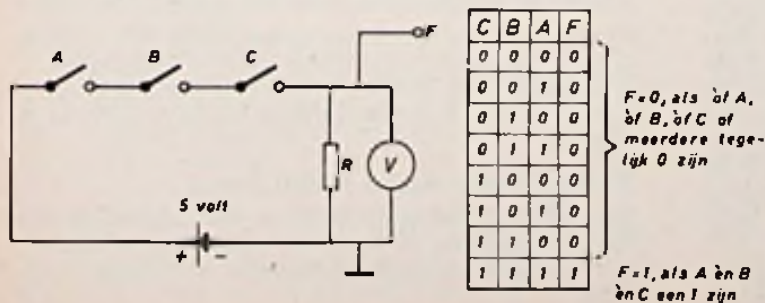 A B C F
R V
5 volt
+ -
C B A F
0 0 0 0
0 0 1 0
0 1 0 0
0 1 1 0
1 0 0 0
1 0 1 0
1 1 0 0
1 1 1 1
F=0, als òf A,
òf B, òf C of
meerdere tege-
lijk 0 zijn
F=1, als A èn B
èn C een 1 zijn